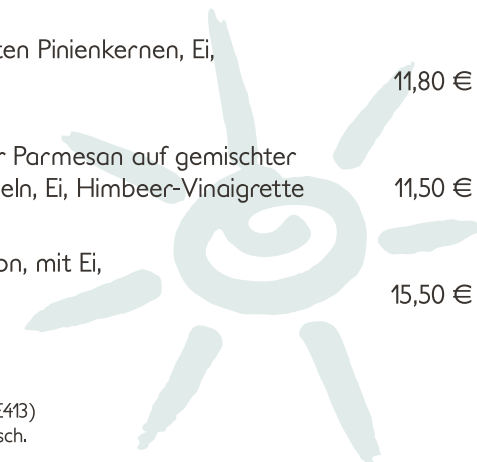 ten Pinienkernen, Ei,
11,80 €
r Parmesan auf gemischter
eln, Ei, Himbeer-Vinaigrette 11,50 €
on, mit Ei,
15,50 €
E413)
sch.